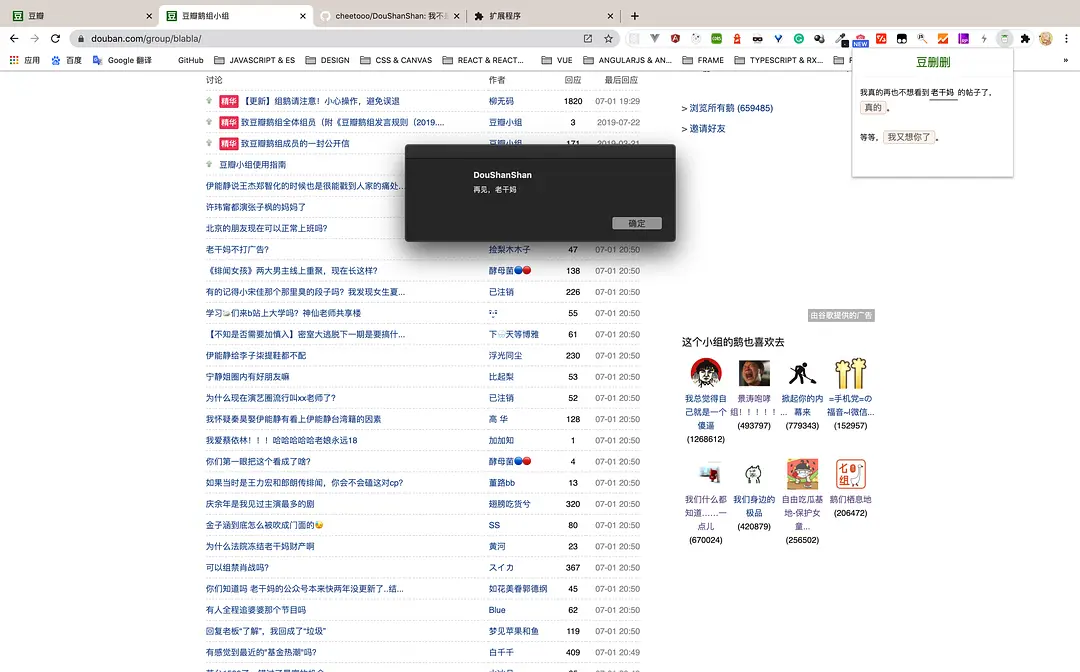 豆瓣
豆瓣鹅组小组
cheetooo/DouShanShan: 我不是
扩展程序
douban.com/group/blabla/
NEW
应用
百度
Google 翻译
GitHub
JAVASCRIPT & ES
DESIGN
CSS & CANVAS
REACT & REACT...
VUE
ANGULARJS & AN...
FRAME
TYPESCRIPT & RX...
豆删删
我真的再也不想看到 老干妈 的帖子了。
真的 。
等等。 我又想你了 。
讨论 作者 回应 最后回应
精华 【更新】组鹅请注意！小心操作，避免误退 柳无码 1820 07-01 19:29
精华 致豆瓣鹅组全体组员（附《豆瓣鹅组发言规则（2019.... 豆瓣小组 3 2019-07-22
精华 致豆瓣鹅组成员的一封公开信 豆瓣小组 171 2019-03-21
豆瓣小组使用指南
伊能静说王杰郑智化的时候也是很能戳到人家的痛处...
许玮甯都演张子枫的妈妈了
北京的朋友现在可以正常上班吗?
老干妈不打广告? 捡梨木木子 47 07-01 20:50
《绯闻女孩》两大男主线上重聚，现在长这样? 酵母菌 138 07-01 20:50
有的记得小宋佳那个那里臭的段子吗？我发现女生夏... 已注销 226 07-01 20:50
学习们来b站上大学吗？神仙老师共享楼 55 07-01 20:50
【不知是否需要加慎入】密室大逃脱下一期是要搞什... 下天等博雅 61 07-01 20:50
伊能静给李子柒提鞋都不配 浮光同尘 230 07-01 20:50
宁静姐圈内有好朋友嘛 比起梨 53 07-01 20:50
为什么现在演艺圈流行叫xx老师了? 已注销 52 07-01 20:50
我怀疑秦昊娶伊能静有看上伊能静台湾籍的因素 高 华 128 07-01 20:50
我爱蔡依林！！！哈哈哈哈哈老娘永远18 加加知 1 07-01 20:50
你们第一眼把这个看成了啥? 酵母菌 4 07-01 20:50
如果当时是王力宏和郎朗传绯闻，你会不会磕这对cp? 董路bb 13 07-01 20:50
庆余年是我见过主演最多的剧 翅膀吃货兮 320 07-01 20:50
金子涵到底怎么被吹成门面的 SS 80 07-01 20:50
为什么法院冻结老干妈财产啊 黄河 23 07-01 20:50
可以组禁肖战吗? スイカ 367 07-01 20:50
你们知道吗 老干妈的公众号本来快两年没更新了..结... 如花美眷郭德纲 45 07-01 20:50
有人全程追婆婆那个节目吗 Blue 62 07-01 20:50
回复老板“了解”，我回成了“垃圾” 梦见苹果和鱼 119 07-01 20:50
有感觉到最近的“基金热潮”吗? 白千千 409 07-01 20:49
DouShanShan
再见，老干妈
确定
> 浏览所有鹅 (659485)
> 邀请好友
由谷歌提供的广告
这个小组的鹅也喜欢去
我总觉得自己就是一个傻逼
(1268612)
景涛咆哮组！！！！！...
(493797)
掀起你的内幕来
(779343)
=手机党=の福音~!微信...
(152957)
七组
我们什么都知道……一点儿
(670024)
我们身边的极品
(420879)
自由吃瓜基地-保护女童...
(256502)
鹅们栖息地
(206472)